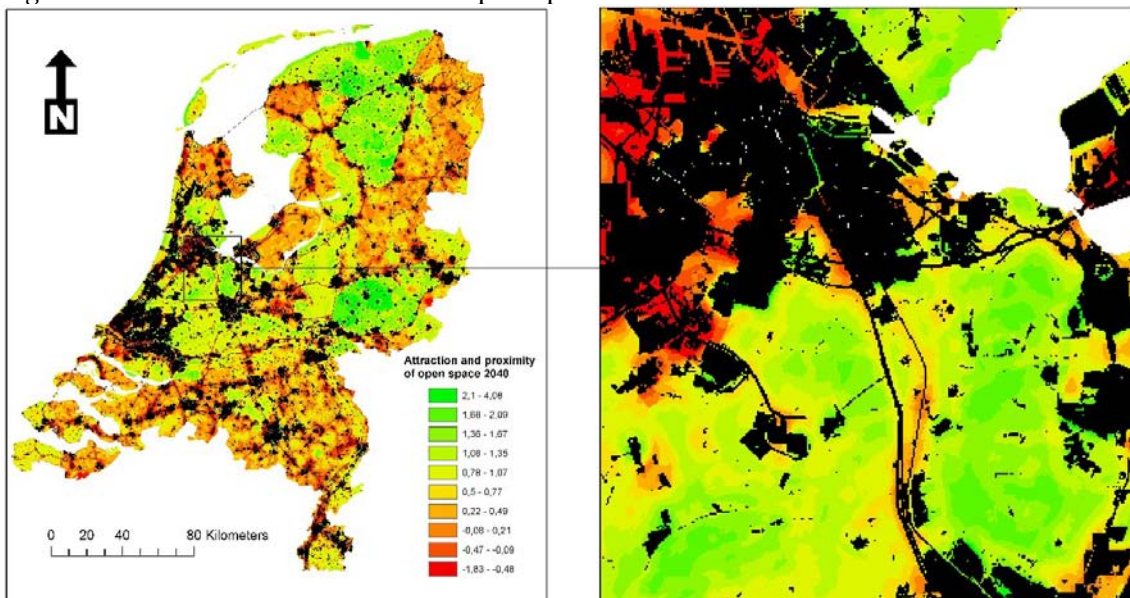 N
Attraction and proximity
of open space 2040
2,1 - 4,08
1,68 - 2,09
1,36 - 1,67
1,08 - 1,35
0,78 - 1,07
0,5 - 0,77
0,22 - 0,49
-0,08 - 0,21
-0,47 - -0,09
-1,83 - -0,48
0 20 40 80 Kilometers